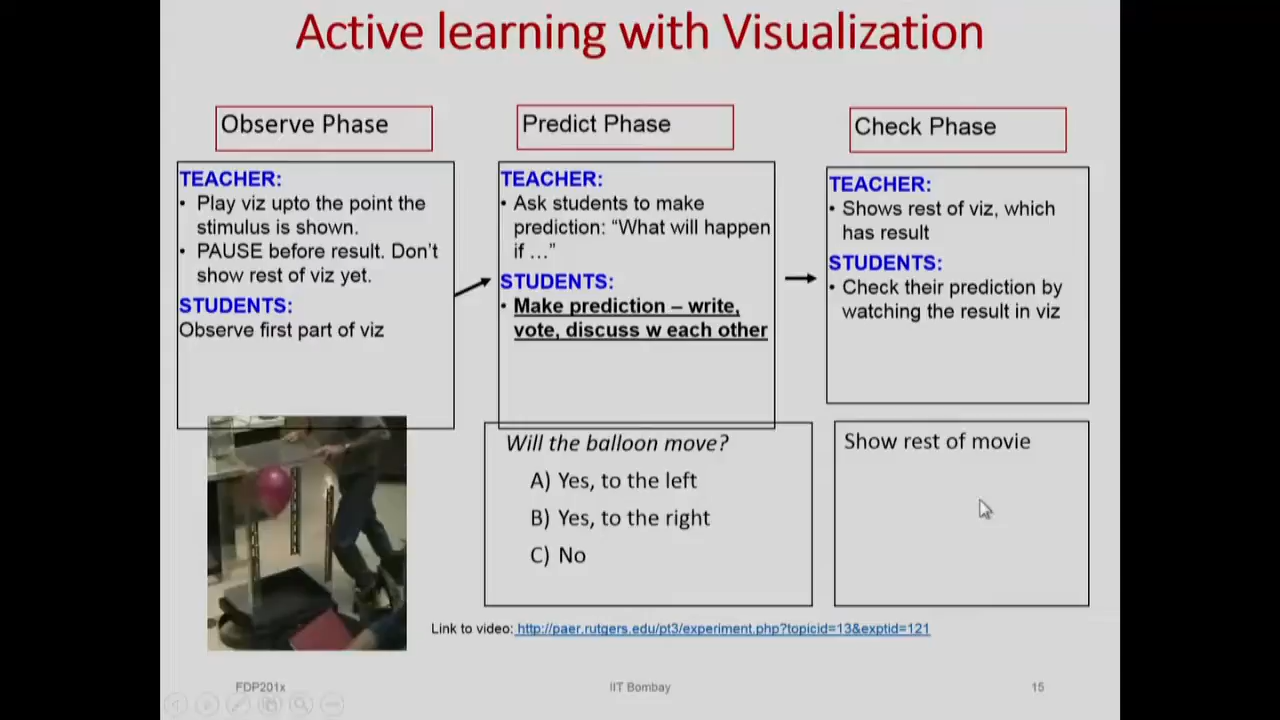 Active learning with Visualization
Observe Phase
TEACHER:
• Play viz upto the point the
stimulus is shown.
• PAUSE before result. Don't
show rest of viz yet.
STUDENTS:
Observe first part of viz
Predict Phase
TEACHER:
• Ask students to make
prediction: “What will happen
if …”
STUDENTS:
• Make prediction – write,
vote, discuss w each other
Check Phase
TEACHER:
• Shows rest of viz, which
has result
STUDENTS:
• Check their prediction by
watching the result in viz
Will the balloon move?
A) Yes, to the left
B) Yes, to the right
C) No
Show rest of movie
Link to video: http://paer.rutgers.edu/pt3/experiment.php?topicid=13&exptid=121
FDP201x
IIT Bombay
15